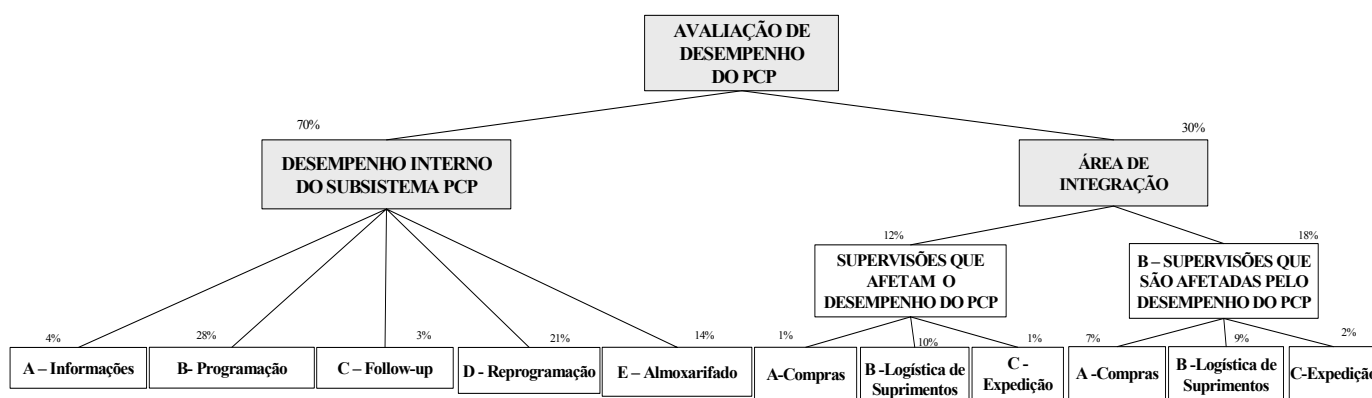 AVALIAÇÃO DE
DESEMPENHO
DO PCP
70%
30%
DESEMPENHO INTERNO
DO SUBSISTEMA PCP
ÁREA DE
INTEGRAÇÃO
12%
18%
SUPERVISÕES QUE
AFETAM O
DESEMPENHO DO PCP
B – SUPERVISÕES QUE
SÃO AFETADAS PELO
DESEMPENHO DO PCP
4%
28%
3%
21%
14%
1%
10%
1%
7%
9%
2%
A – Informações
B- Programação
C – Follow-up
D - Reprogramação
E – Almoxarifado
A-Compras
B -Logística de
Suprimentos
C -
Expedição
A -Compras
B -Logística de
Suprimentos
C-Expedição